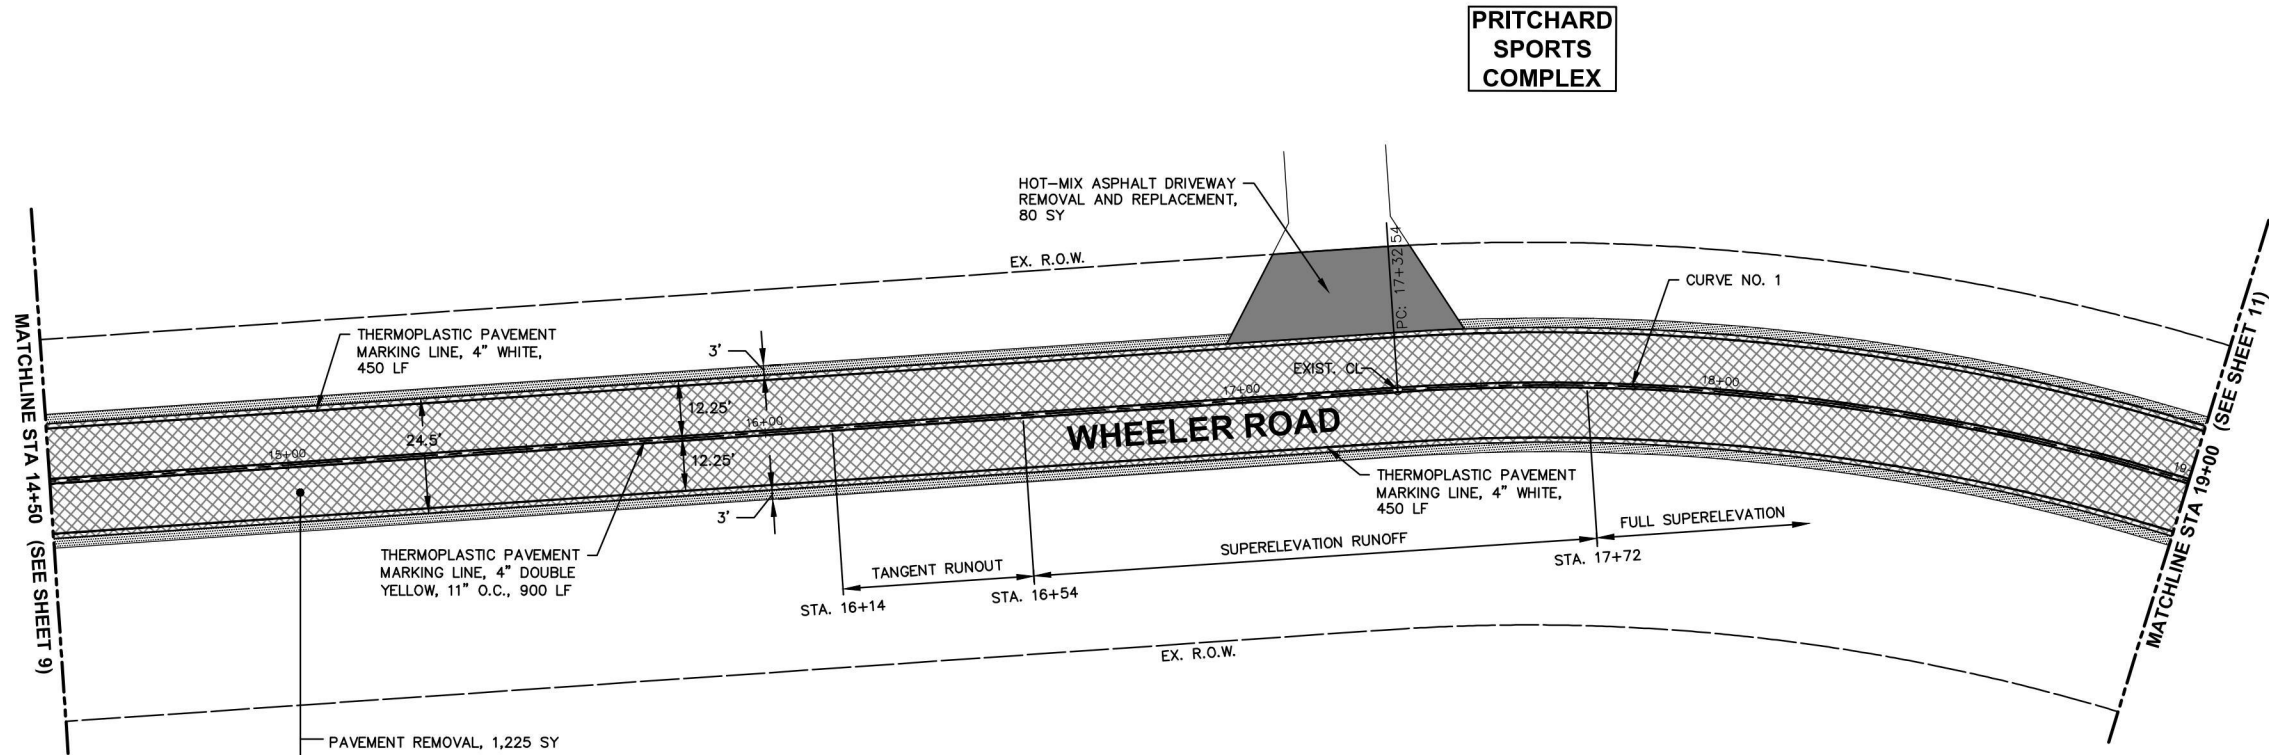 PRITCHARD
SPORTS
COMPLEX
HOT-MIX ASPHALT DRIVEWAY
REMOVAL AND REPLACEMENT,
80 SY
EX. R.O.W.
PC: 17+32.54
CURVE NO. 1
MATCHLINE STA 14+50 (SEE SHEET 9)
MATCHLINE STA 19+00 (SEE SHEET 11)
THERMOPLASTIC PAVEMENT
MARKING LINE, 4" WHITE,
450 LF
3'
EXIST. CL
24.5'
12.25'
12.25'
15+00
16+00
17+00
18+00
WHEELER ROAD
3'
THERMOPLASTIC PAVEMENT
MARKING LINE, 4" WHITE,
450 LF
THERMOPLASTIC PAVEMENT
MARKING LINE, 4" DOUBLE
YELLOW, 11" O.C., 900 LF
TANGENT RUNOUT
SUPERELEVATION RUNOFF
FULL SUPERELEVATION
STA. 16+14
STA. 16+54
STA. 17+72
EX. R.O.W.
PAVEMENT REMOVAL, 1,225 SY